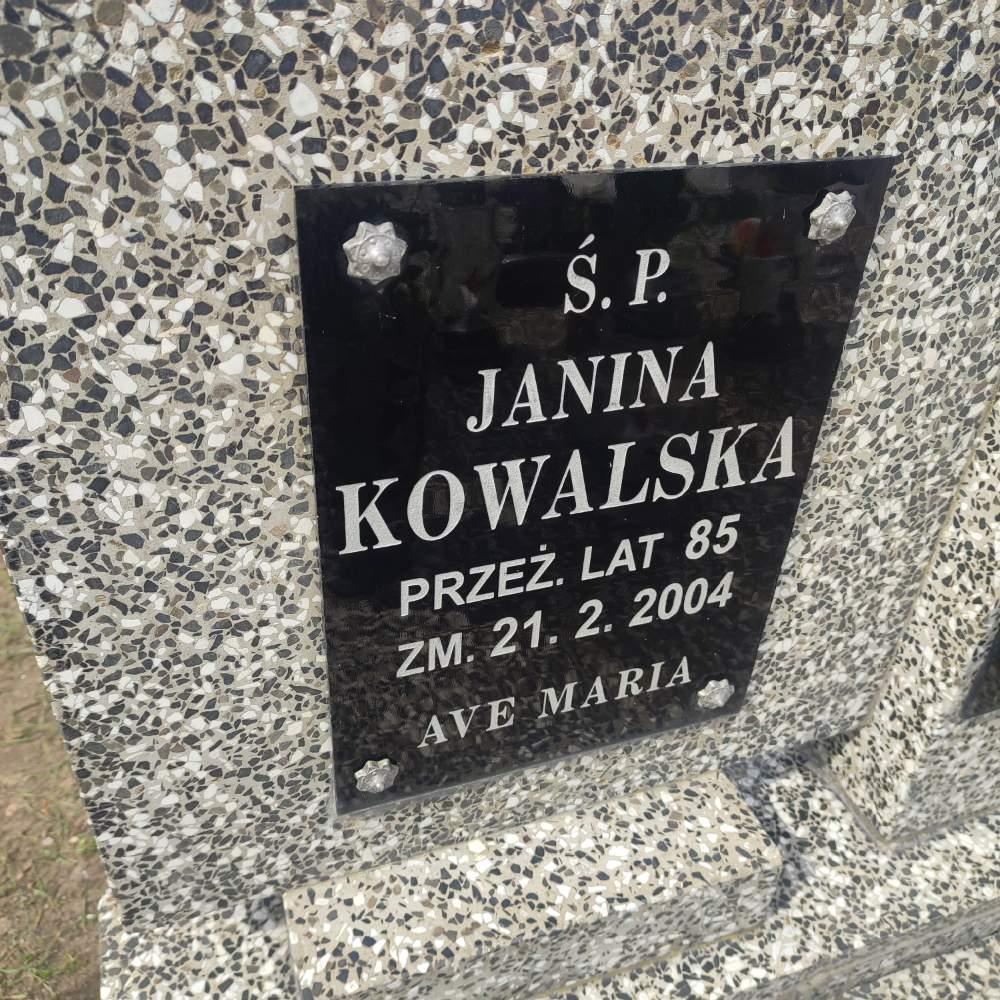 Ś. P.
JANINA
KOWALSKA
PRZEŻ. LAT 85
ZM. 21. 2. 2004
AVE MARIA